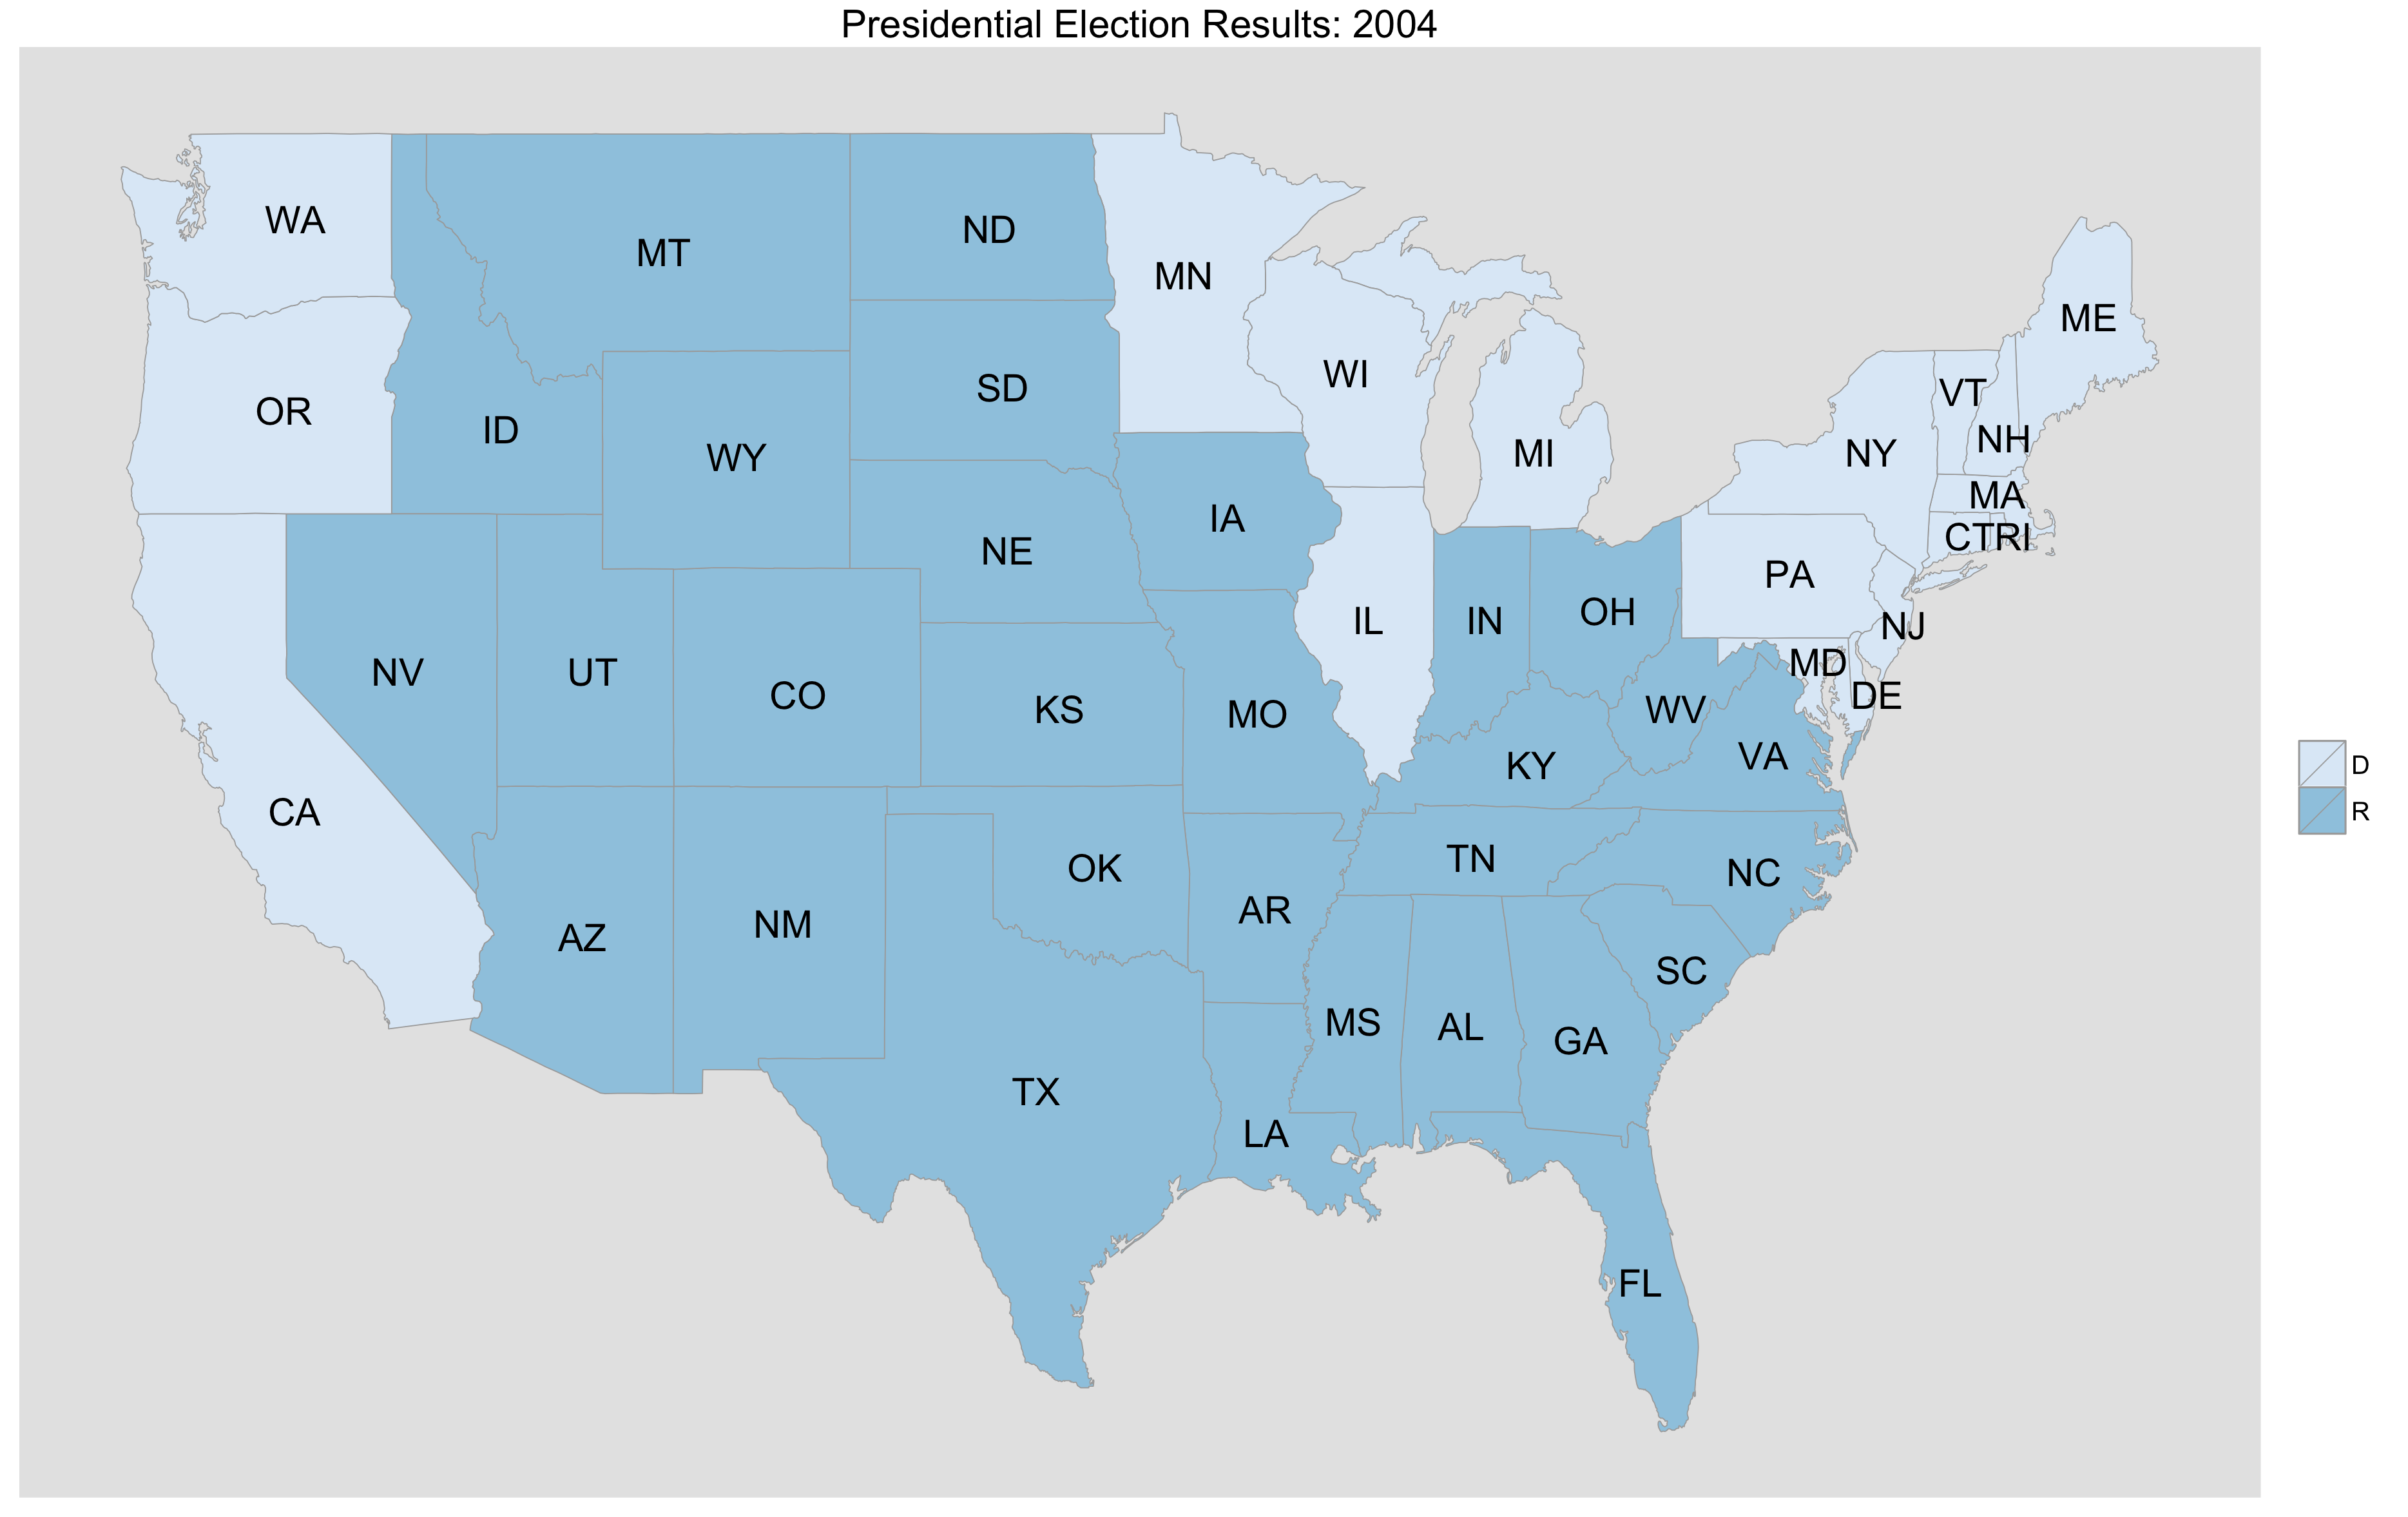 Presidential Election Results: 2004
WA
MT
ND
MN
ME
OR
ID
WY
SD
WI
MI
NY
VT
NH
MA
CT
RI
IA
NE
PA
NJ
IL
IN
OH
MD
DE
NV
UT
CO
KS
MO
WV
VA
KY
D
R
CA
AZ
NM
OK
AR
TN
NC
SC
MS
AL
GA
TX
LA
FL